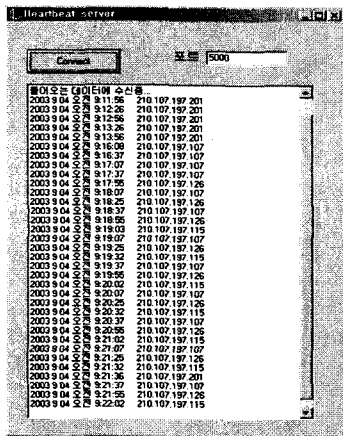 Heartbeat server
Connect
포트 5000
들어오는 데이터에 수신중...
2003 9 04 오전 9:11:56 210.107.197.201
2003 9 04 오전 9:12:26 210.107.197.201
2003 9 04 오전 9:12:56 210.107.197.201
2003 9 04 오전 9:13:26 210.107.197.201
2003 9 04 오전 9:13:56 210.107.197.201
2003 9 04 오전 9:16:08 210.107.197.107
2003 9 04 오전 9:16:37 210.107.197.107
2003 9 04 오전 9:17:07 210.107.197.107
2003 9 04 오전 9:17:37 210.107.197.107
2003 9 04 오전 9:17:55 210.107.197.126
2003 9 04 오전 9:18:07 210.107.197.107
2003 9 04 오전 9:18:25 210.107.197.126
2003 9 04 오전 9:18:37 210.107.197.107
2003 9 04 오전 9:18:55 210.107.197.126
2003 9 04 오전 9:19:03 210.107.197.115
2003 9 04 오전 9:19:07 210.107.197.107
2003 9 04 오전 9:19:25 210.107.197.126
2003 9 04 오전 9:19:32 210.107.197.115
2003 9 04 오전 9:19:37 210.107.197.107
2003 9 04 오전 9:19:55 210.107.197.126
2003 9 04 오전 9:20:02 210.107.197.115
2003 9 04 오전 9:20:07 210.107.197.107
2003 9 04 오전 9:20:25 210.107.197.126
2003 9 04 오전 9:20:32 210.107.197.115
2003 9 04 오전 9:20:37 210.107.197.107
2003 9 04 오전 9:20:55 210.107.197.126
2003 9 04 오전 9:21:02 210.107.197.115
2003 9 04 오전 9:21:07 210.107.197.107
2003 9 04 오전 9:21:25 210.107.197.126
2003 9 04 오전 9:21:32 210.107.197.115
2003 9 04 오전 9:21:36 210.107.197.201
2003 9 04 오전 9:21:37 210.107.197.107
2003 9 04 오전 9:21:55 210.107.197.126
2003 9 04 오전 9:22:02 210.107.197.115